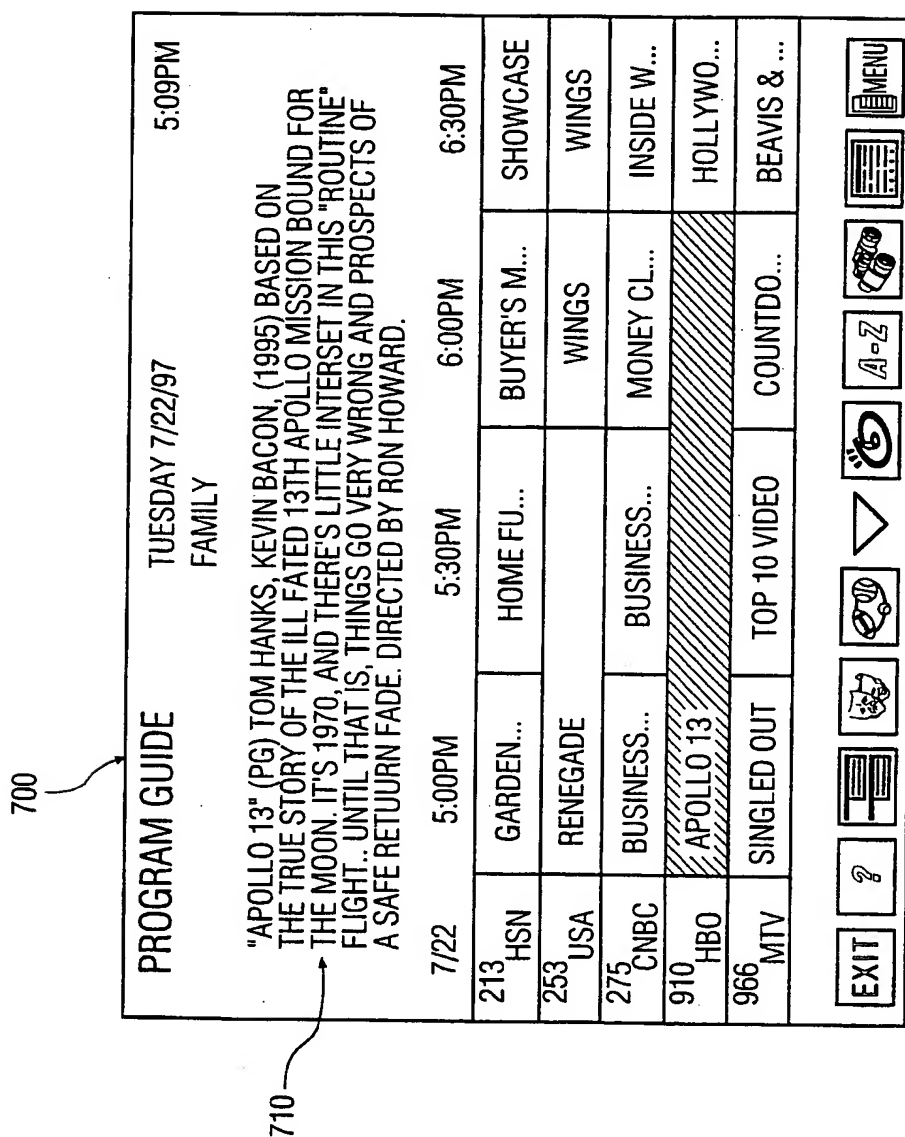 700
PROGRAM GUIDE TUESDAY 7/22/97 5:09PM
FAMILY
710
"APOLLO 13" (PG) TOM HANKS, KEVIN BACON, (1995) BASED ON
THE TRUE STORY OF THE ILL FATED 13TH APOLLO MISSION BOUND FOR
THE MOON. IT'S 1970, AND THERE'S LITTLE INTERSET IN THIS "ROUTINE"
FLIGHT.. UNTIL THAT IS, THINGS GO VERY WRONG AND PROSPECTS OF
A SAFE RETUURN FADE. DIRECTED BY RON HOWARD.
7/22 5:00PM 5:30PM 6:00PM 6:30PM
213 HSN GARDEN... HOME FU... BUYER'S M... SHOWCASE
253 USA RENEGADE WINGS WINGS
275 CNBC BUSINESS... BUSINESS... MONEY CL... INSIDE W...
910 HBO APOLLO 13 HOLLYWO...
966 MTV SINGLED OUT TOP 10 VIDEO COUNTDO... BEAVIS & ...
EXIT ? A-Z MENU